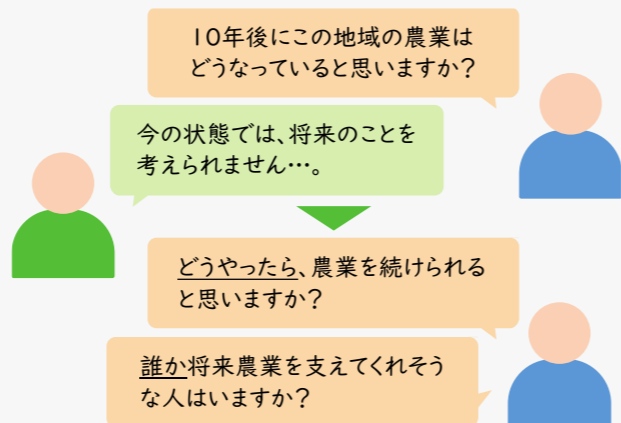 10年後にこの地域の農業は
どうなっていると思いますか?
今の状態では、将来のことを
考えられません…。
どうやったら、農業を続けられる
と思いますか?
誰か将来農業を支えてくれそう
な人はいますか?